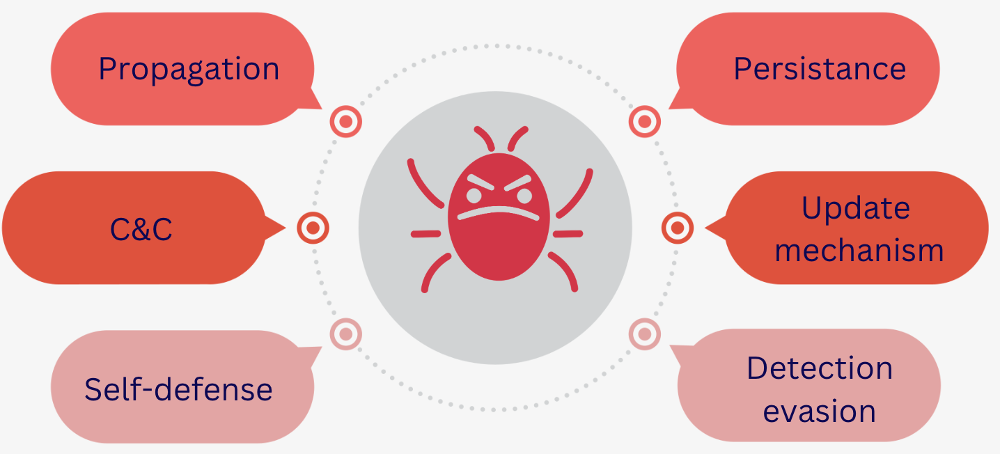 Propagation
Persistance
C&C
Update
mechanism
Self-defense
Detection
evasion